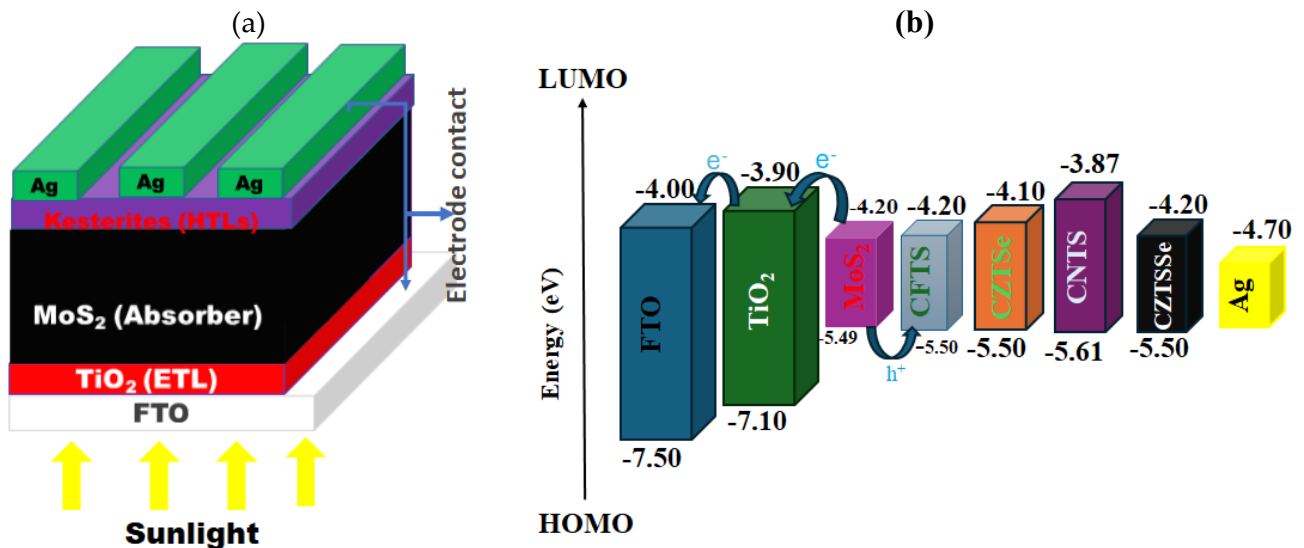 (a)
Ag
Ag
Ag
Kesterites (HTLs)
MoS₂ (Absorber)
TiO₂ (ETL)
FTO
Sunlight
Electrode contact
(b)
LUMO
Energy (eV)
HOMO
e⁻
e⁻
h⁺
-4.00
FTO
-7.50
-3.90
TiO₂
-7.10
-4.20
MoS₂
-5.49
-4.20
CFTS
-5.50
-4.10
CZTSe
-5.50
-3.87
CNTS
-5.61
-4.20
CZTSSe
-5.50
-4.70
Ag